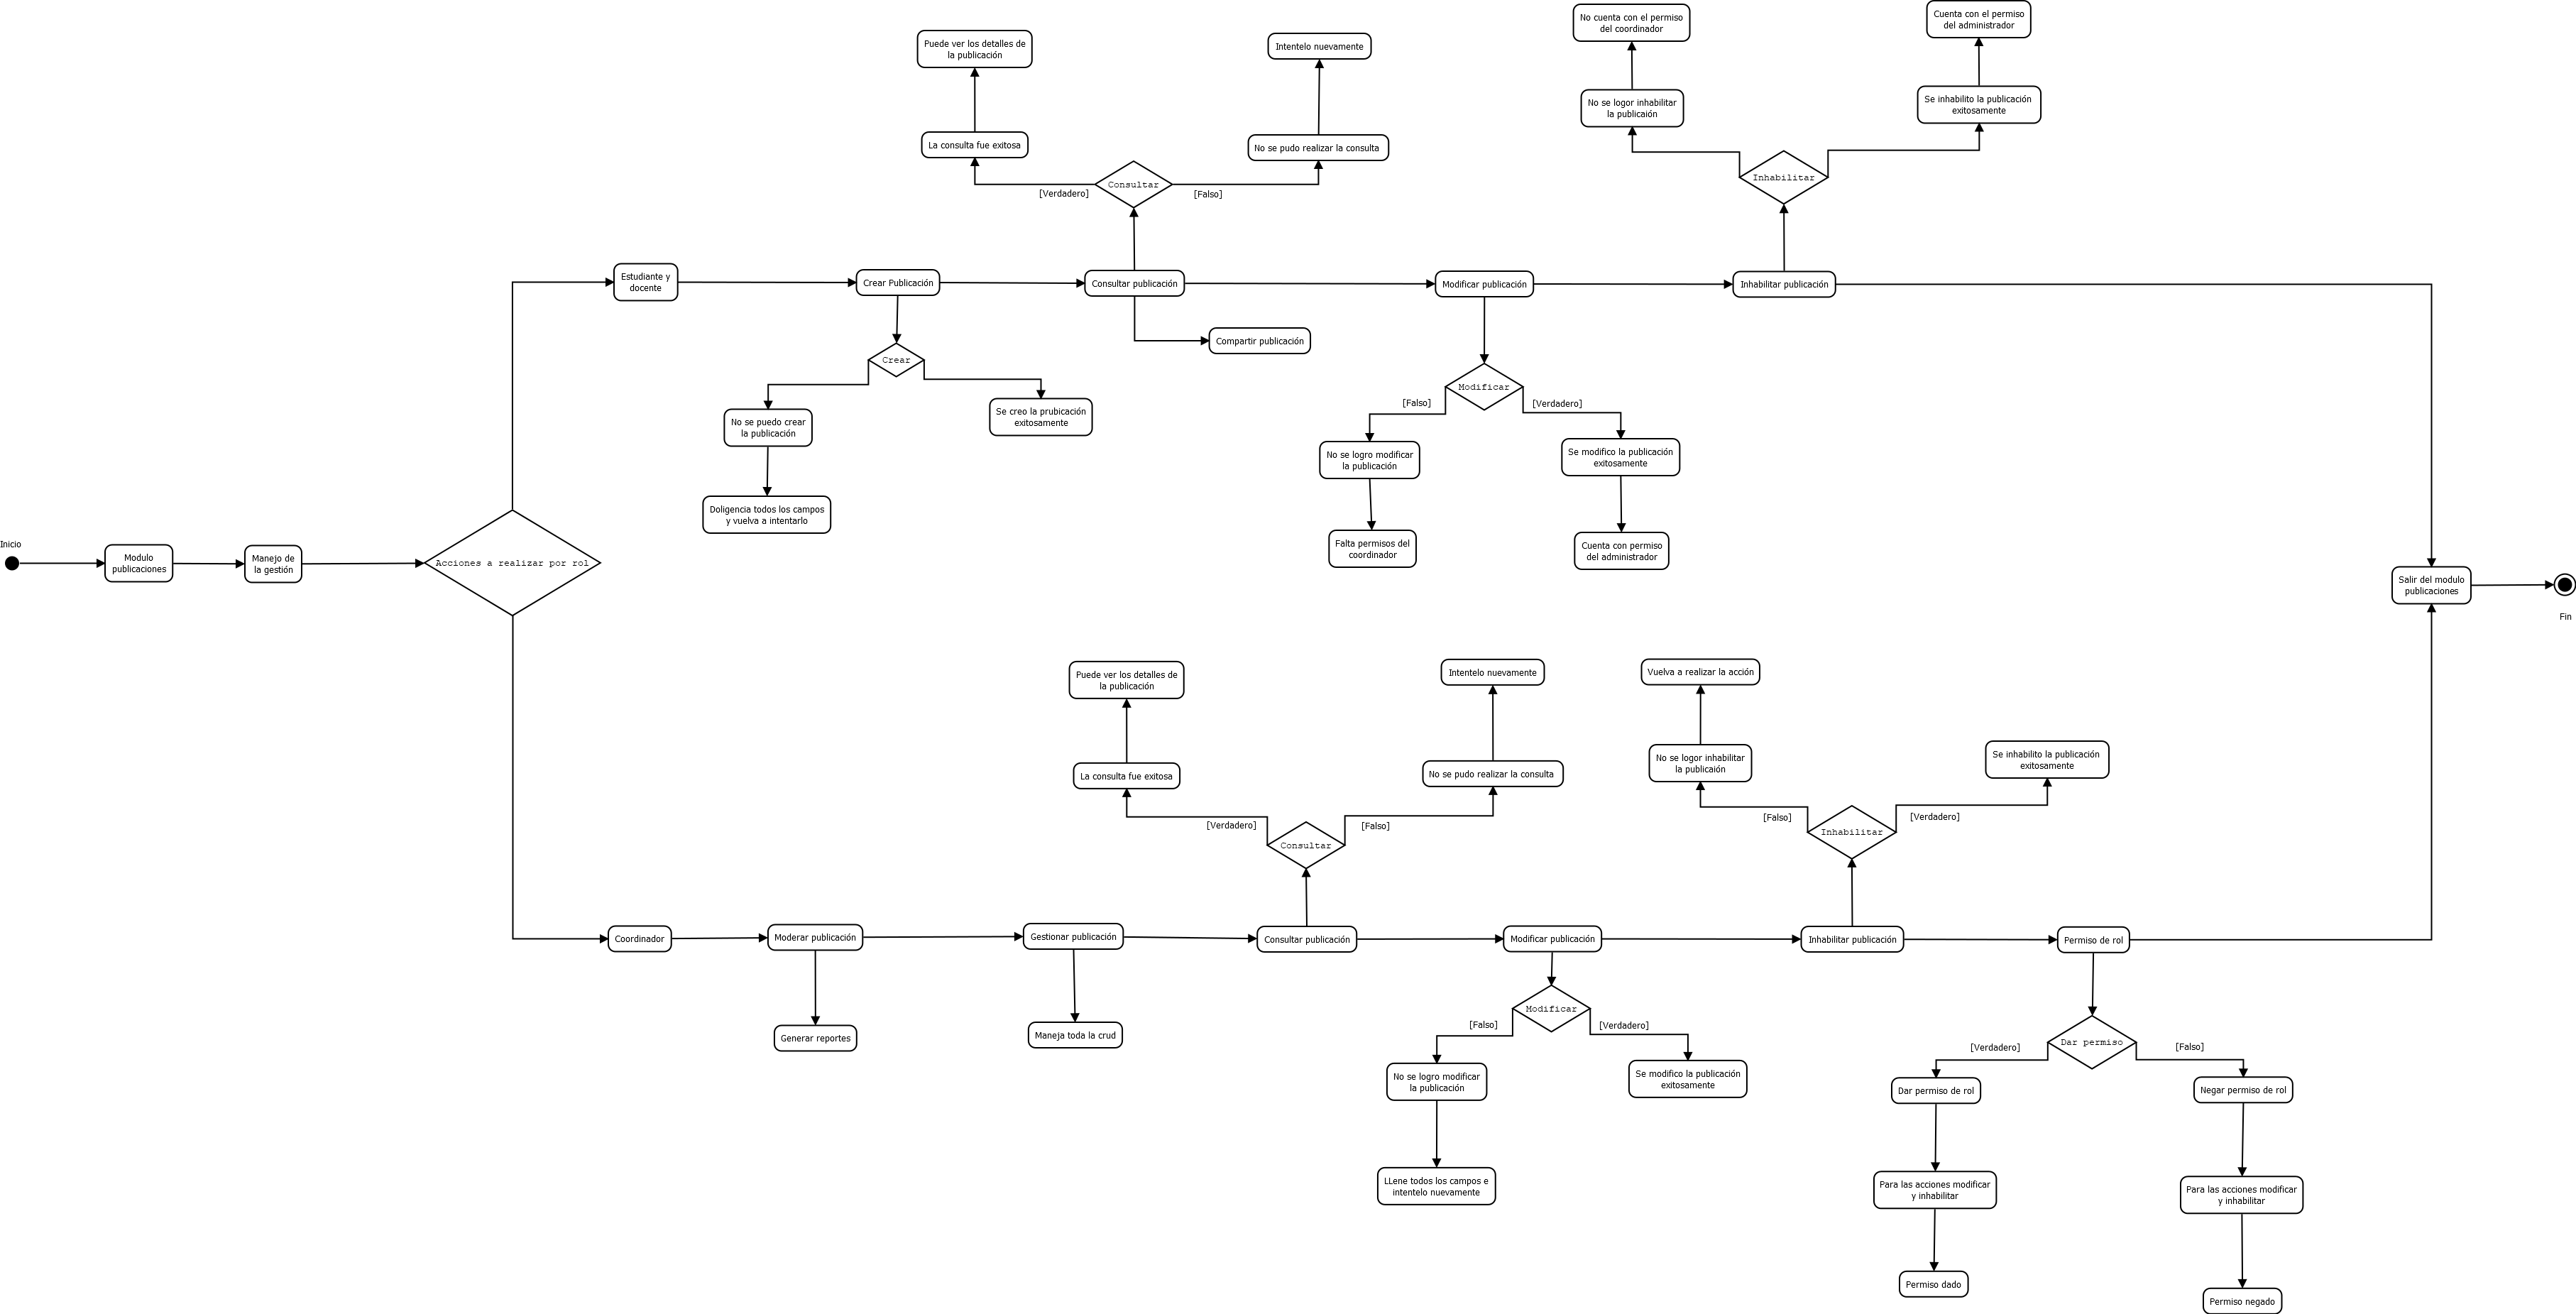 No cuenta con el permiso
del coordinador
Cuenta con el permiso
del administrador
Puede ver los detalles de
la publicación
Intentelo nuevamente
No se logor inhabilitar
la publicaión
Se inhabilito la publicación
exitosamente
La consulta fue exitosa
No se pudo realizar la consulta
Consultar
[Verdadero]
[Falso]
Inhabilitar
Estudiante y
docente
Crear Publicación
Consultar publicación
Modificar publicación
Inhabilitar publicación
Compartir publicación
Crear
Modificar
[Falso]
[Verdadero]
No se puedo crear
la publicación
Se creo la prubicación
exitosamente
No se logro modificar
la publicación
Se modifico la publicación
exitosamente
Doligencia todos los campos
y vuelva a intentarlo
Falta permisos del
coordinador
Cuenta con permiso
del administrador
Inicio
Modulo
publicaciones
Manejo de
la gestión
Acciones a realizar por rol
Salir del modulo
publicaciones
Fin
Puede ver los detalles de
la publicación
Intentelo nuevamente
Vuelva a realizar la acción
La consulta fue exitosa
No se pudo realizar la consulta
No se logor inhabilitar
la publicaión
Se inhabilito la publicación
exitosamente
[Verdadero]
[Falso]
Consultar
[Falso]
[Verdadero]
Inhabilitar
Coordinador
Moderar publicación
Gestionar publicación
Consultar publicación
Modificar publicación
Inhabilitar publicación
Permiso de rol
Generar reportes
Maneja toda la crud
Modificar
[Falso]
[Verdadero]
Dar permiso
[Verdadero]
[Falso]
No se logro modificar
la publicación
Se modifico la publicación
exitosamente
Dar permiso de rol
Negar permiso de rol
LLene todos los campos e
intentelo nuevamente
Para las acciones modificar
y inhabilitar
Para las acciones modificar
y inhabilitar
Permiso dado
Permiso negado